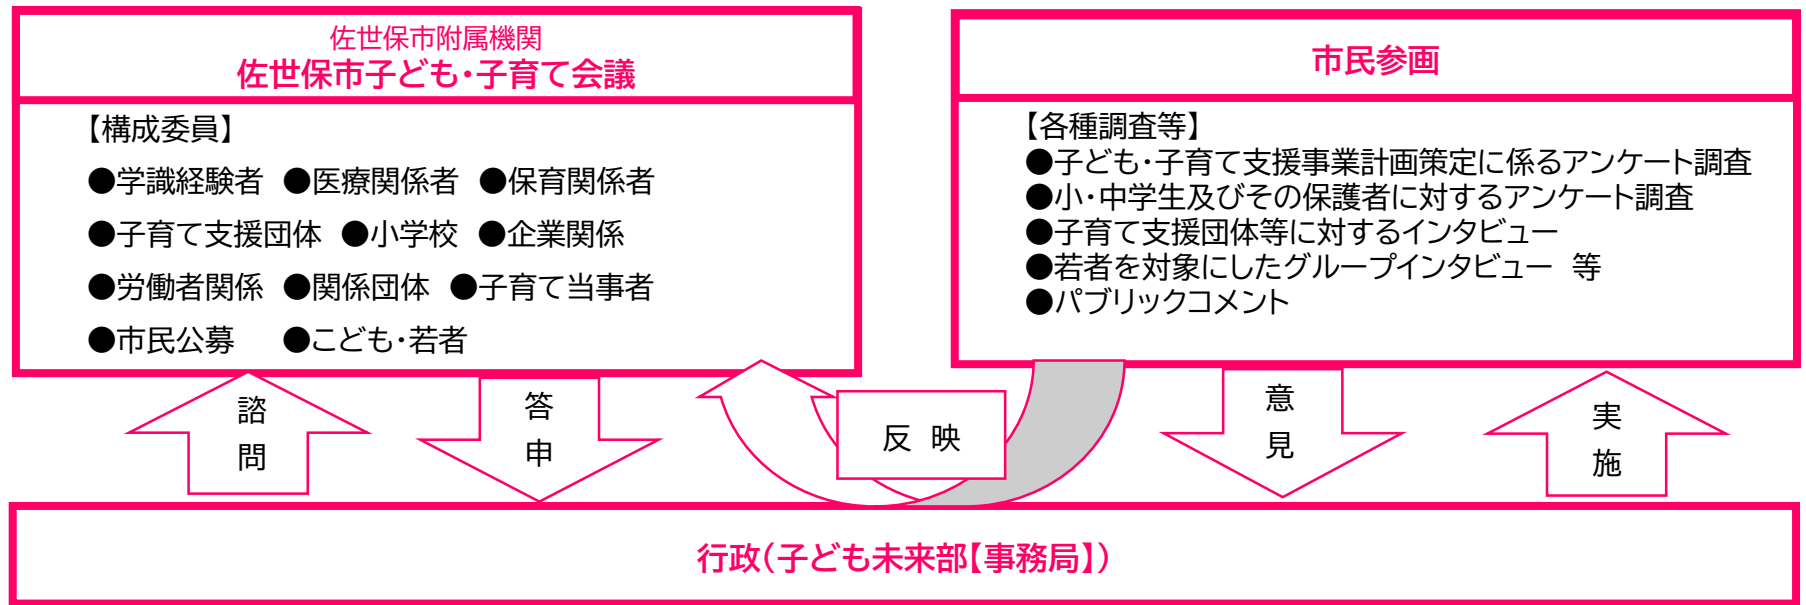 佐世保市附属機関
佐世保市子ども・子育て会議
【構成委員】
●学識経験者 ●医療関係者 ●保育関係者
●子育て支援団体 ●小学校 ●企業関係
●労働者関係 ●関係団体 ●子育て当事者
●市民公募 ●こども・若者
市民参画
【各種調査等】
●子ども・子育て支援事業計画策定に係るアンケート調査
●小・中学生及びその保護者に対するアンケート調査
●子育て支援団体等に対するインタビュー
●若者を対象にしたグループインタビュー 等
●パブリックコメント
諮問
答申
反映
意見
実施
行政(子ども未来部【事務局】)